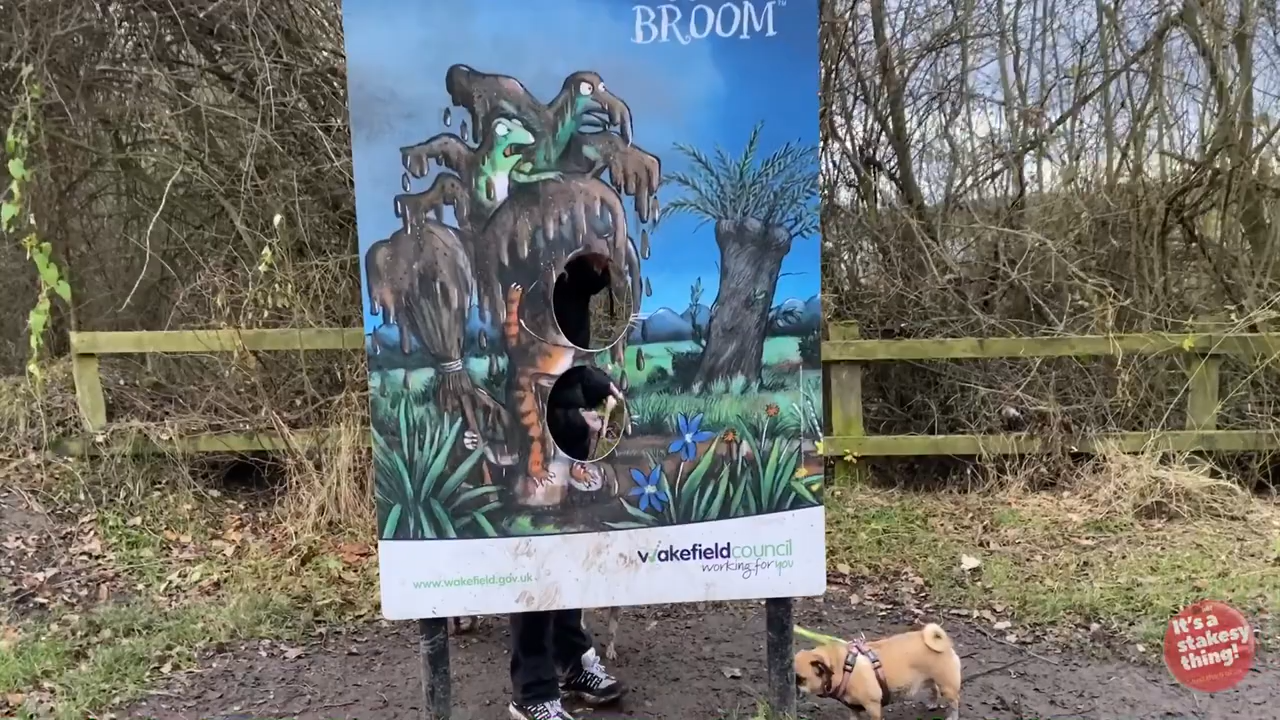 BROOM
wakefieldcouncil
working for you
www.wakefield.gov.uk
It's a
stakesy
thing!